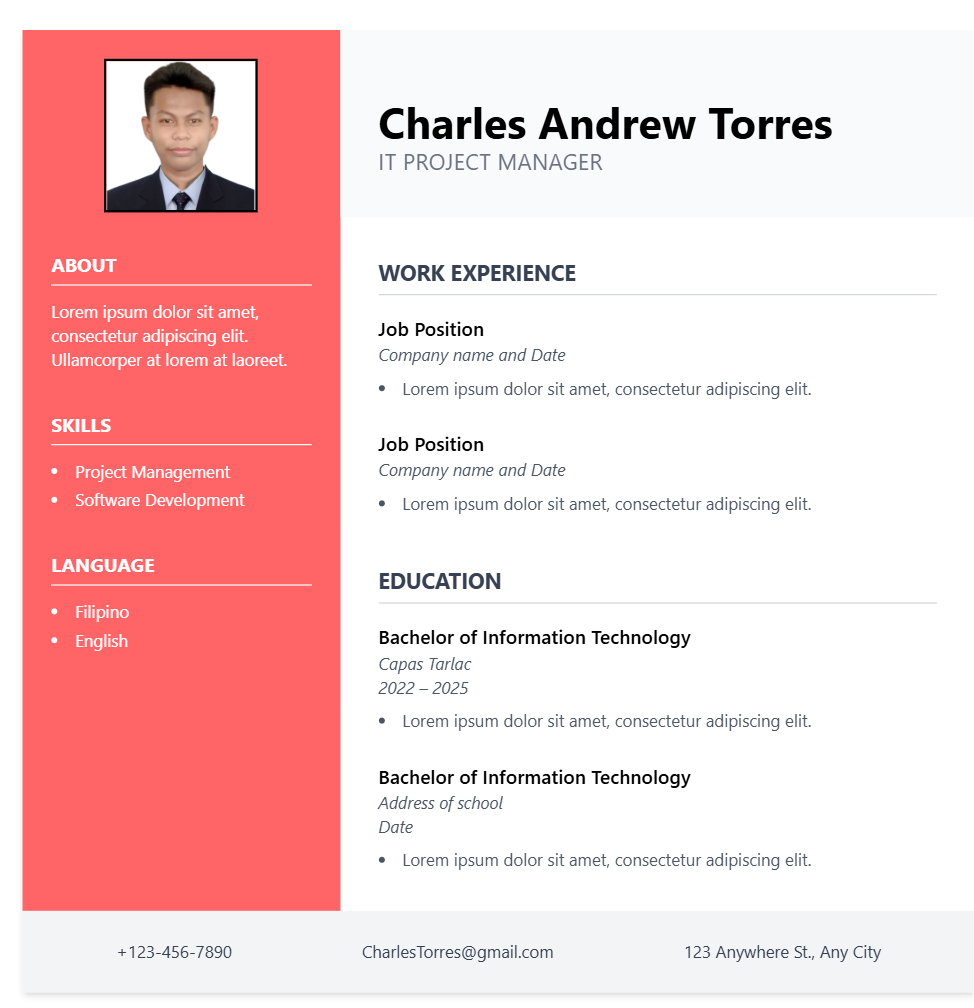 Charles Andrew Torres
IT PROJECT MANAGER
ABOUT
Lorem ipsum dolor sit amet,
consectetur adipiscing elit.
Ullamcorper at lorem at laoreet.
SKILLS
• Project Management
• Software Development
LANGUAGE
• Filipino
• English
WORK EXPERIENCE
Job Position
Company name and Date
• Lorem ipsum dolor sit amet, consectetur adipiscing elit.
Job Position
Company name and Date
• Lorem ipsum dolor sit amet, consectetur adipiscing elit.
EDUCATION
Bachelor of Information Technology
Capas Tarlac
2022 – 2025
• Lorem ipsum dolor sit amet, consectetur adipiscing elit.
Bachelor of Information Technology
Address of school
Date
• Lorem ipsum dolor sit amet, consectetur adipiscing elit.
+123-456-7890
CharlesTorres@gmail.com
123 Anywhere St., Any City